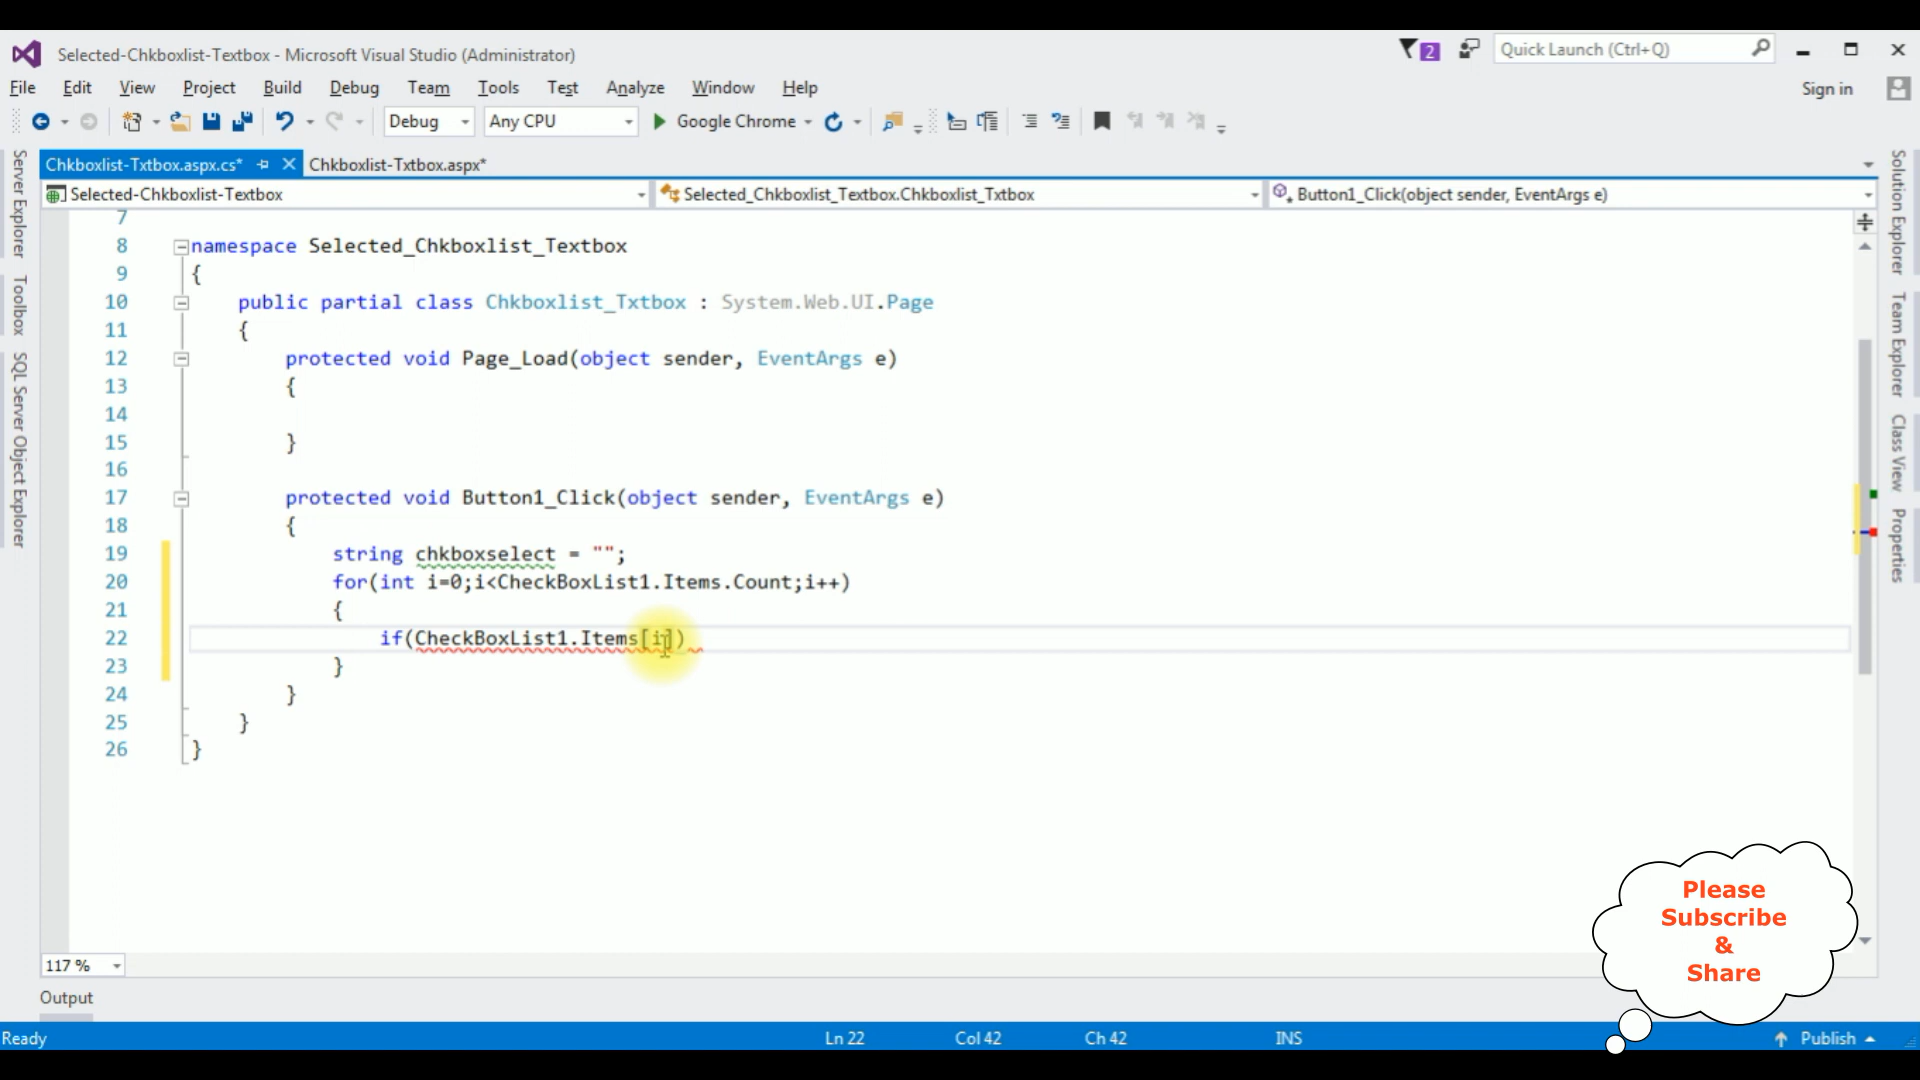 Selected-Chkboxlist-Textbox - Microsoft Visual Studio (Administrator)
2
Quick Launch (Ctrl+Q)
File Edit View Project Build Debug Team Tools Test Analyze Window Help
Sign in
Debug Any CPU Google Chrome
Chkboxlist-Txtbox.aspx.cs* Chkboxlist-Txtbox.aspx*
Selected-Chkboxlist-Textbox Selected_Chkboxlist_Textbox.Chkboxlist_Txtbox Button1_Click(object sender, EventArgs e)
Server Explorer
Toolbox
SQL Server Object Explorer
7
8 namespace Selected_Chkboxlist_Textbox
9 {
10 public partial class Chkboxlist_Txtbox : System.Web.UI.Page
11 {
12 protected void Page_Load(object sender, EventArgs e)
13 {
14
15 }
16
17 protected void Button1_Click(object sender, EventArgs e)
18 {
19 string chkboxselect = "";
20 for(int i=0;i<CheckBoxList1.Items.Count;i++)
21 {
22 if(CheckBoxList1.Items[i])
23 }
24 }
25 }
26 }
Solution Explorer
Team Explorer
Class View
Properties
Please
Subscribe
&
Share
117 %
Output
Ready Ln 22 Col 42 Ch 42 INS Publish